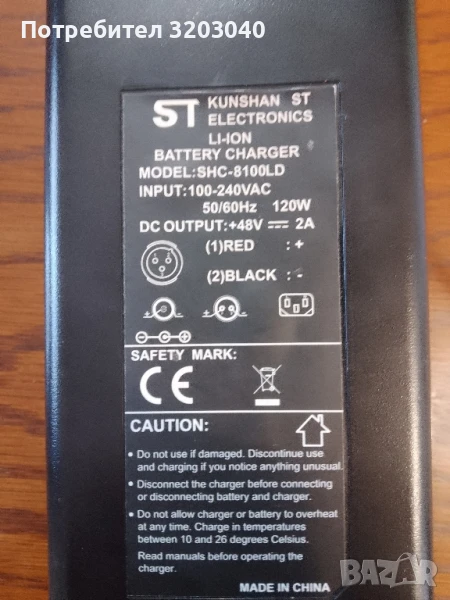 Потребител 3203040
ST KUNSHAN ST
ELECTRONICS
LI-ION
BATTERY CHARGER
MODEL:SHC-8100LD
INPUT:100-240VAC
50/60Hz 120W
DC OUTPUT:+48V 2A
(1)RED : +
(2)BLACK : -
SAFETY MARK:
CE
CAUTION:
• Do not use if damaged. Discontinue use
and charging if you notice anything unusual.
• Disconnect the charger before connecting
or disconnecting battery and charger.
• Do not allow charger or battery to overheat
at any time. Charge in temperatures
between 10 and 26 degrees Celsius.
Read manuals before operating the
charger.
MADE IN CHINA
BAZAR